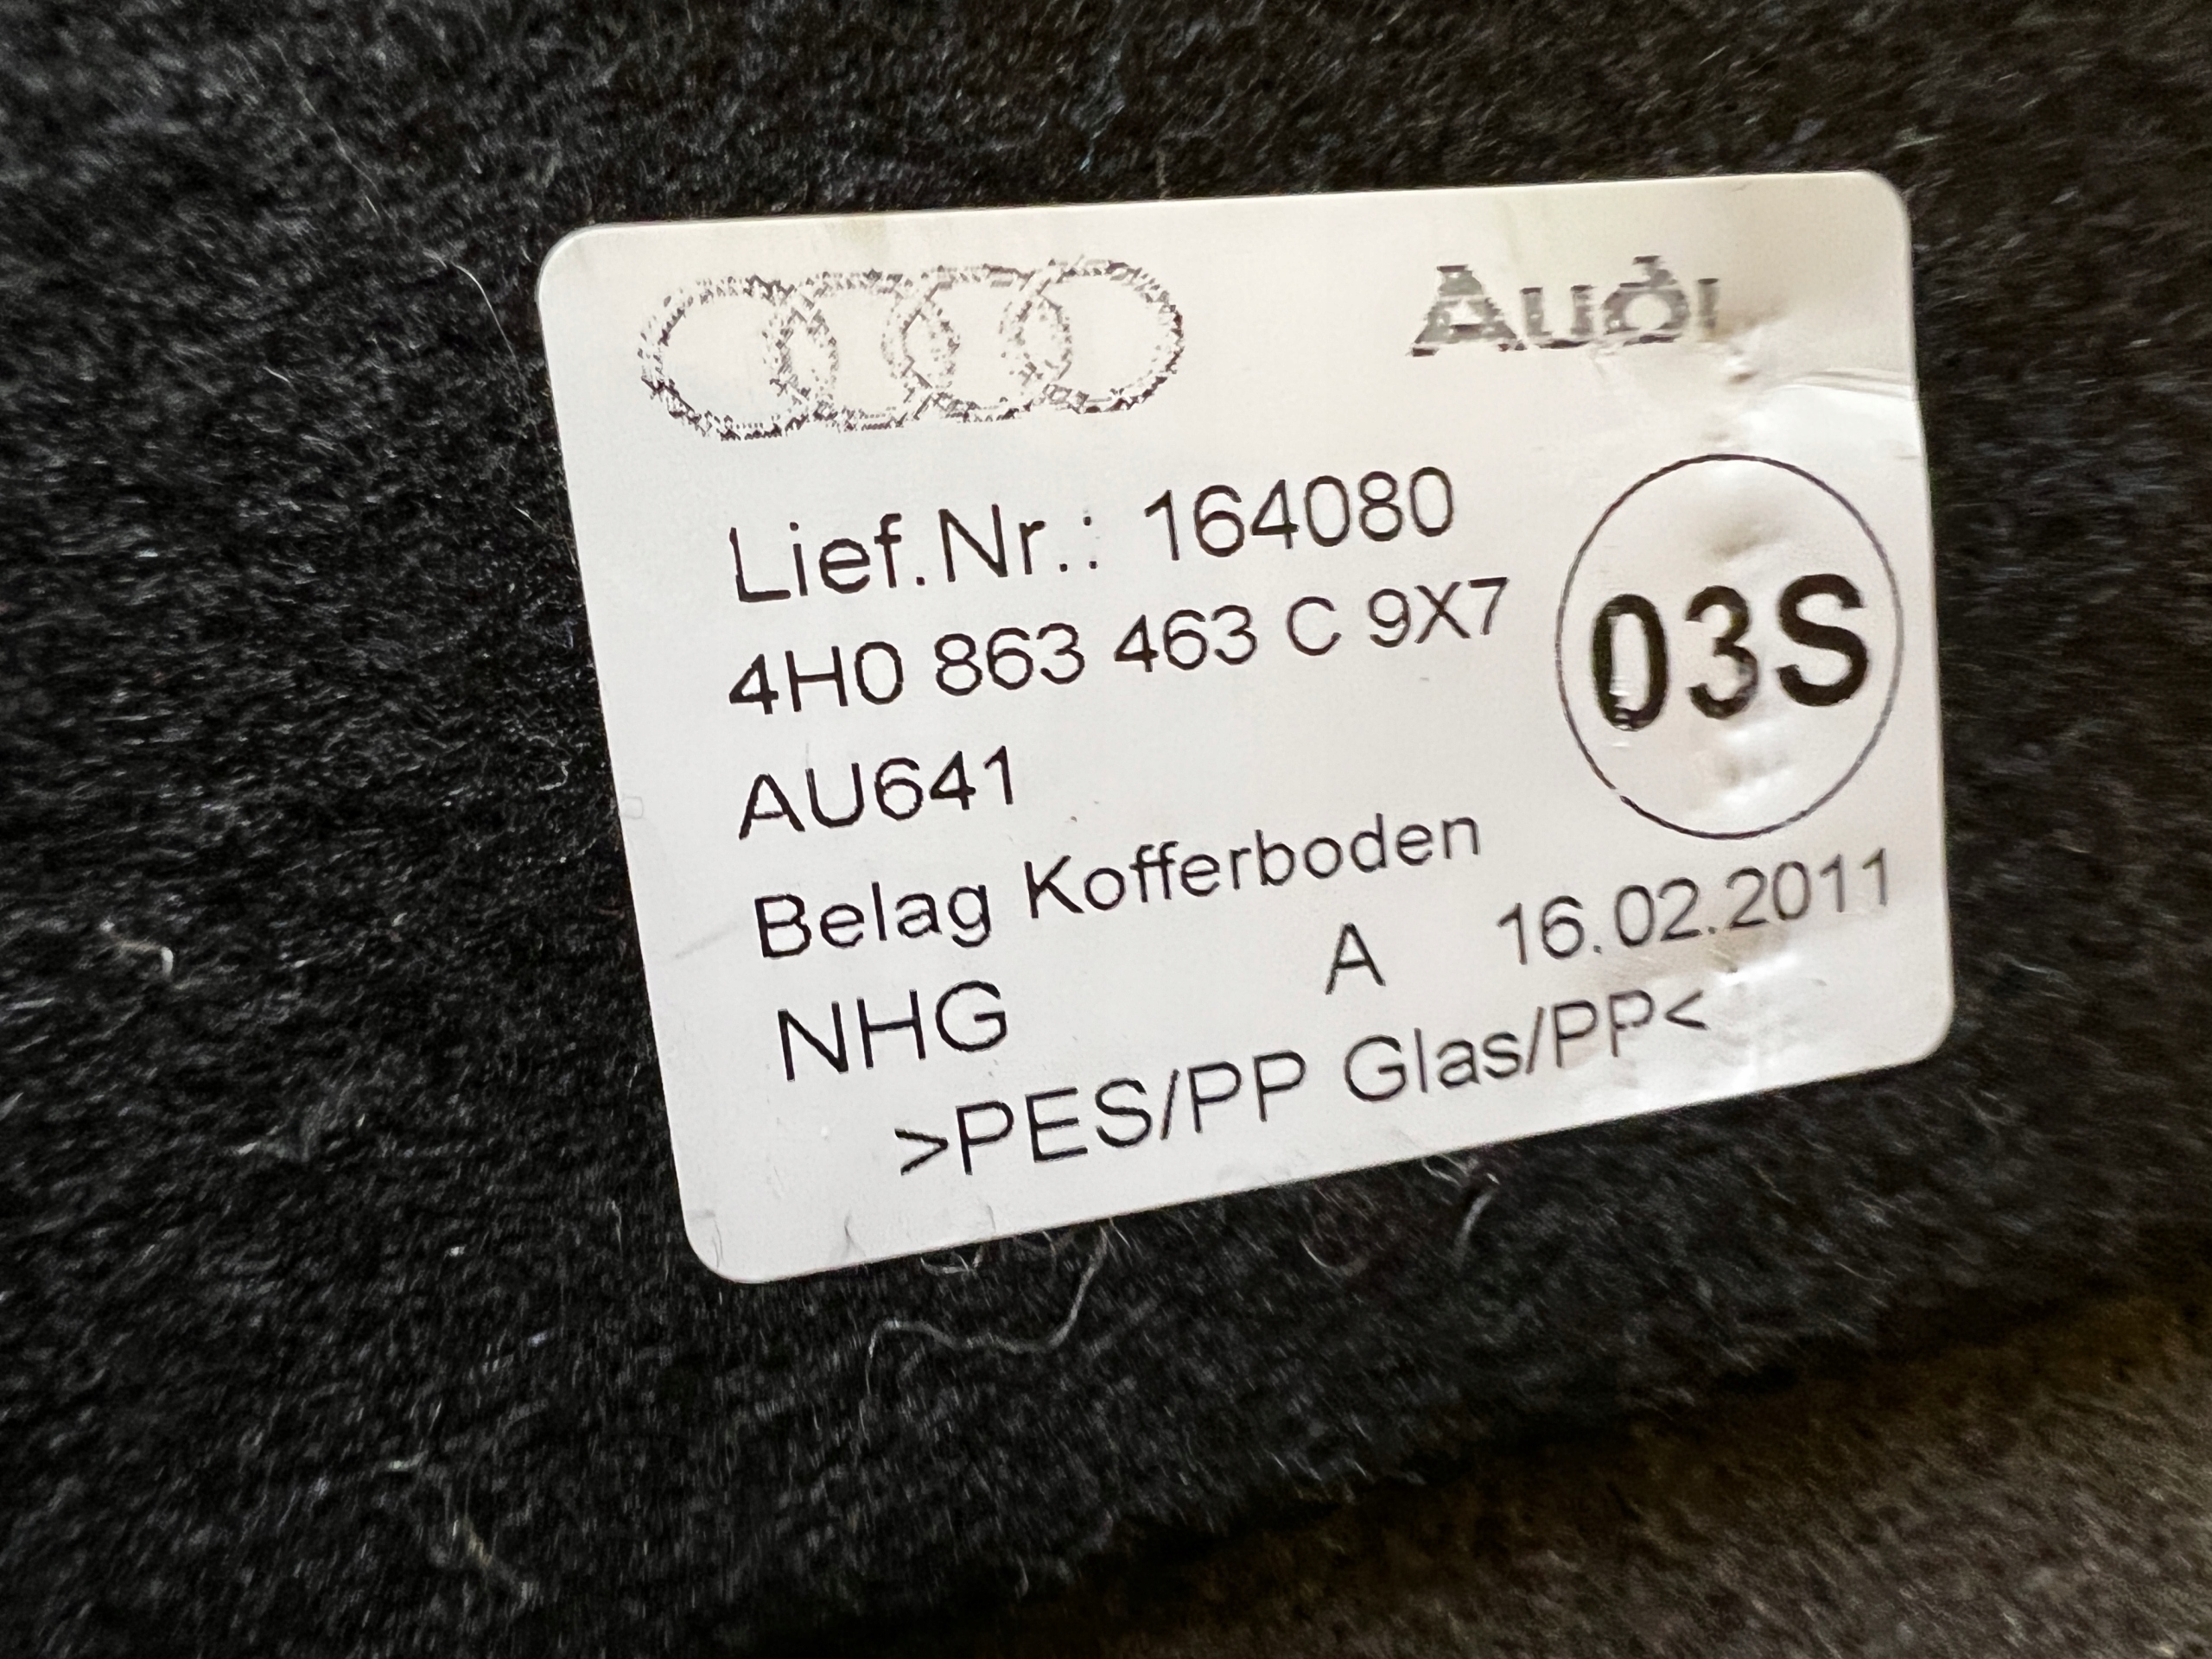 Audi
Lief.Nr.: 164080
4H0 863 463 C 9X7
03S
AU641
Belag Kofferboden
NHG A 16.02.2011
>PES/PP Glas/PP<